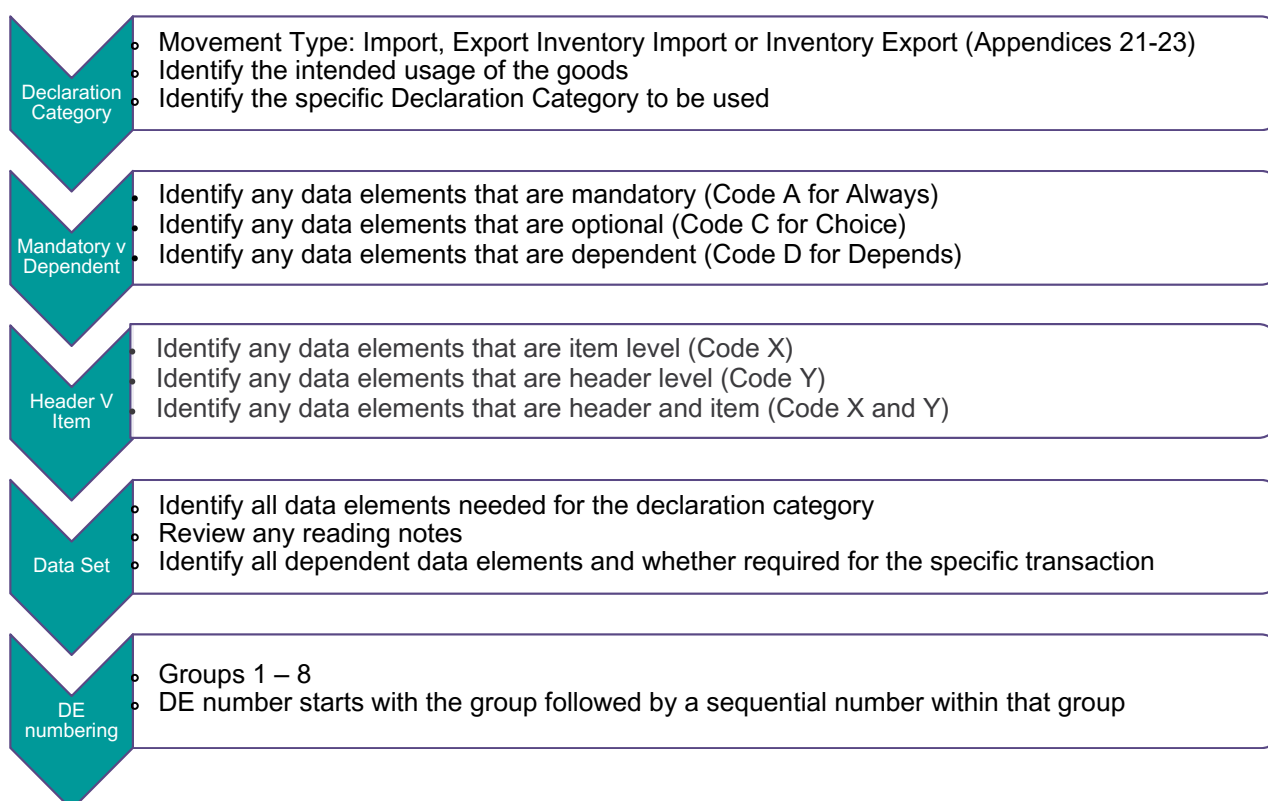 Declaration
Category
Movement Type: Import, Export Inventory Import or Inventory Export (Appendices 21-23)
Identify the intended usage of the goods
Identify the specific Declaration Category to be used
Mandatory v
Dependent
Identify any data elements that are mandatory (Code A for Always)
Identify any data elements that are optional (Code C for Choice)
Identify any data elements that are dependent (Code D for Depends)
Header V
Item
Identify any data elements that are item level (Code X)
Identify any data elements that are header level (Code Y)
Identify any data elements that are header and item (Code X and Y)
Data Set
Identify all data elements needed for the declaration category
Review any reading notes
Identify all dependent data elements and whether required for the specific transaction
DE
numbering
Groups 1 – 8
DE number starts with the group followed by a sequential number within that group